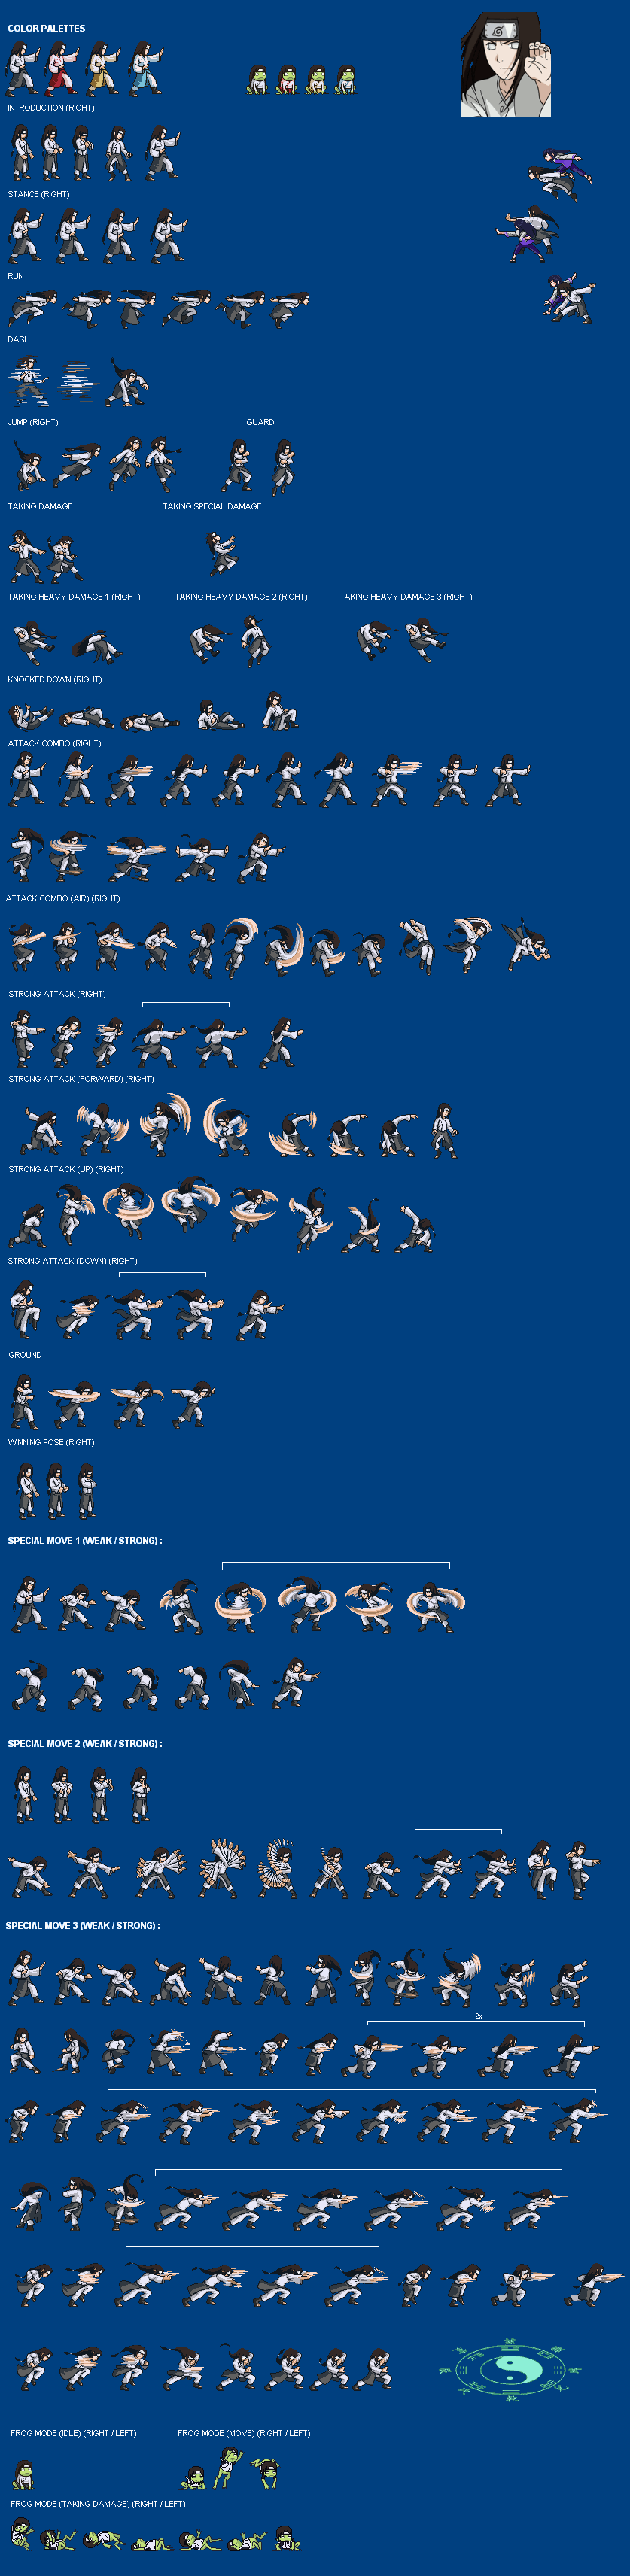 COLOR PALETTES
INTRODUCTION (RIGHT)
STANCE (RIGHT)
RUN
DASH
JUMP (RIGHT)
GUARD
TAKING DAMAGE
TAKING SPECIAL DAMAGE
TAKING HEAVY DAMAGE 1 (RIGHT)
TAKING HEAVY DAMAGE 2 (RIGHT)
TAKING HEAVY DAMAGE 3 (RIGHT)
KNOCKED DOWN (RIGHT)
ATTACK COMBO (RIGHT)
ATTACK COMBO (AIR) (RIGHT)
STRONG ATTACK (RIGHT)
STRONG ATTACK (FORWARD) (RIGHT)
STRONG ATTACK (UP) (RIGHT)
STRONG ATTACK (DOWN) (RIGHT)
GROUND
WINNING POSE (RIGHT)
SPECIAL MOVE 1 (WEAK / STRONG) :
SPECIAL MOVE 2 (WEAK / STRONG) :
SPECIAL MOVE 3 (WEAK / STRONG) :
2x
FROG MODE (IDLE) (RIGHT / LEFT)
FROG MODE (MOVE) (RIGHT / LEFT)
FROG MODE (TAKING DAMAGE) (RIGHT / LEFT)